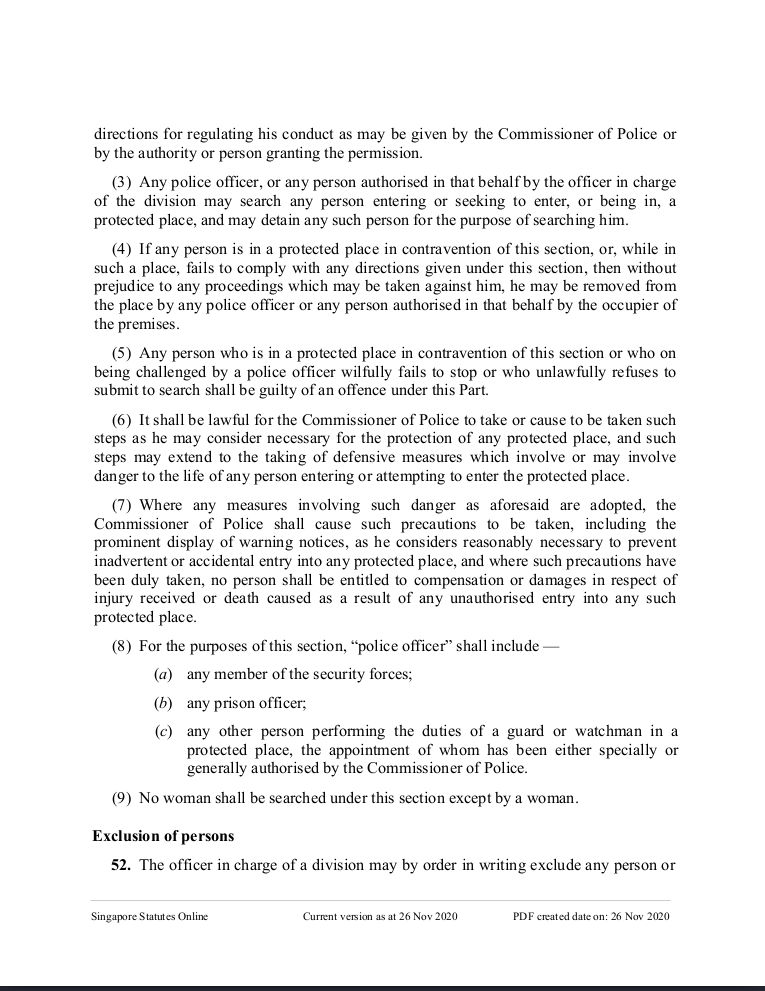 directions for regulating his conduct as may be given by the Commissioner of Police or
by the authority or person granting the permission.
(3) Any police officer, or any person authorised in that behalf by the officer in charge
of the division may search any person entering or seeking to enter, or being in, a
protected place, and may detain any such person for the purpose of searching him.
(4) If any person is in a protected place in contravention of this section, or, while in
such a place, fails to comply with any directions given under this section, then without
prejudice to any proceedings which may be taken against him, he may be removed from
the place by any police officer or any person authorised in that behalf by the occupier of
the premises.
(5) Any person who is in a protected place in contravention of this section or who on
being challenged by a police officer wilfully fails to stop or who unlawfully refuses to
submit to search shall be guilty of an offence under this Part.
(6) It shall be lawful for the Commissioner of Police to take or cause to be taken such
steps as he may consider necessary for the protection of any protected place, and such
steps may extend to the taking of defensive measures which involve or may involve
danger to the life of any person entering or attempting to enter the protected place.
(7) Where any measures involving such danger as aforesaid are adopted, the
Commissioner of Police shall cause such precautions to be taken, including the
prominent display of warning notices, as he considers reasonably necessary to prevent
inadvertent or accidental entry into any protected place, and where such precautions have
been duly taken, no person shall be entitled to compensation or damages in respect of
injury received or death caused as a result of any unauthorised entry into any such
protected place.
(8) For the purposes of this section, “police officer” shall include —
(a) any member of the security forces;
(b) any prison officer;
(c) any other person performing the duties of a guard or watchman in a
protected place, the appointment of whom has been either specially or
generally authorised by the Commissioner of Police.
(9) No woman shall be searched under this section except by a woman.
Exclusion of persons
52. The officer in charge of a division may by order in writing exclude any person or
Singapore Statutes Online Current version as at 26 Nov 2020 PDF created date on: 26 Nov 2020